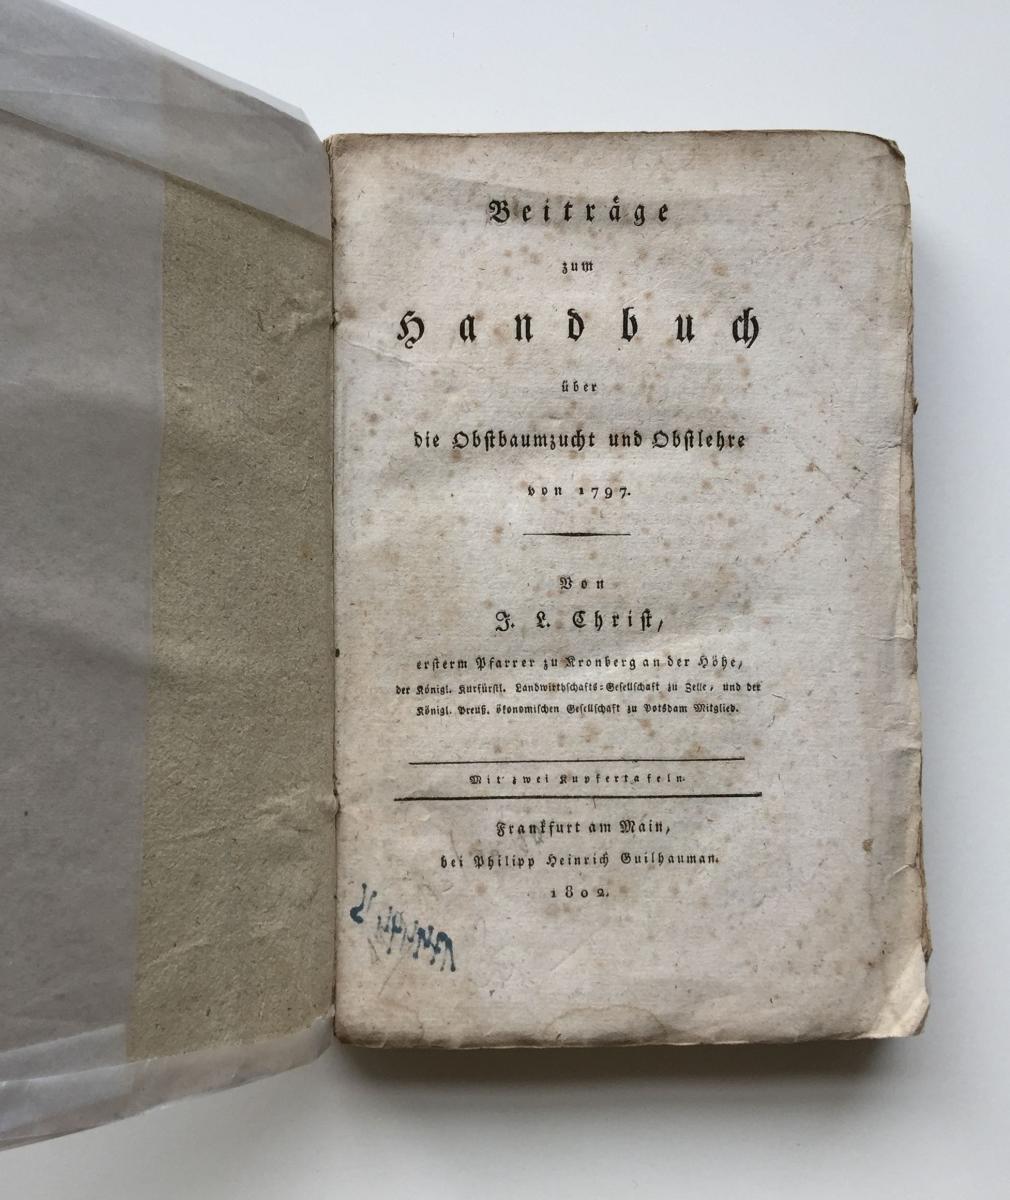 Beiträge
zum
Handbuch
über
die Obstbaumzucht und Obstlehre
von 1797.
Von
J. L. Christ,
ersterm Pfarrer zu Kronberg an der Höhe,
der Königl. Kurfürstl. Landwirthschafts-Gesellschaft zu Zelle, und der
Königl. Preuß. ökonomischen Gesellschaft zu Potsdam Mitglied.
Mit zwei Kupfertafeln.
Frankfurt am Main,
bei Philipp Heinrich Guilhauman.
1802.